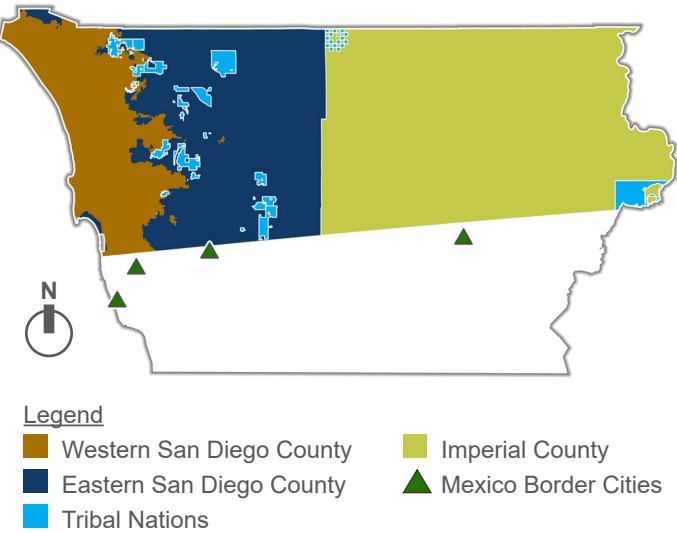 N
Legend
Western San Diego County
Eastern San Diego County
Tribal Nations
Imperial County
Mexico Border Cities